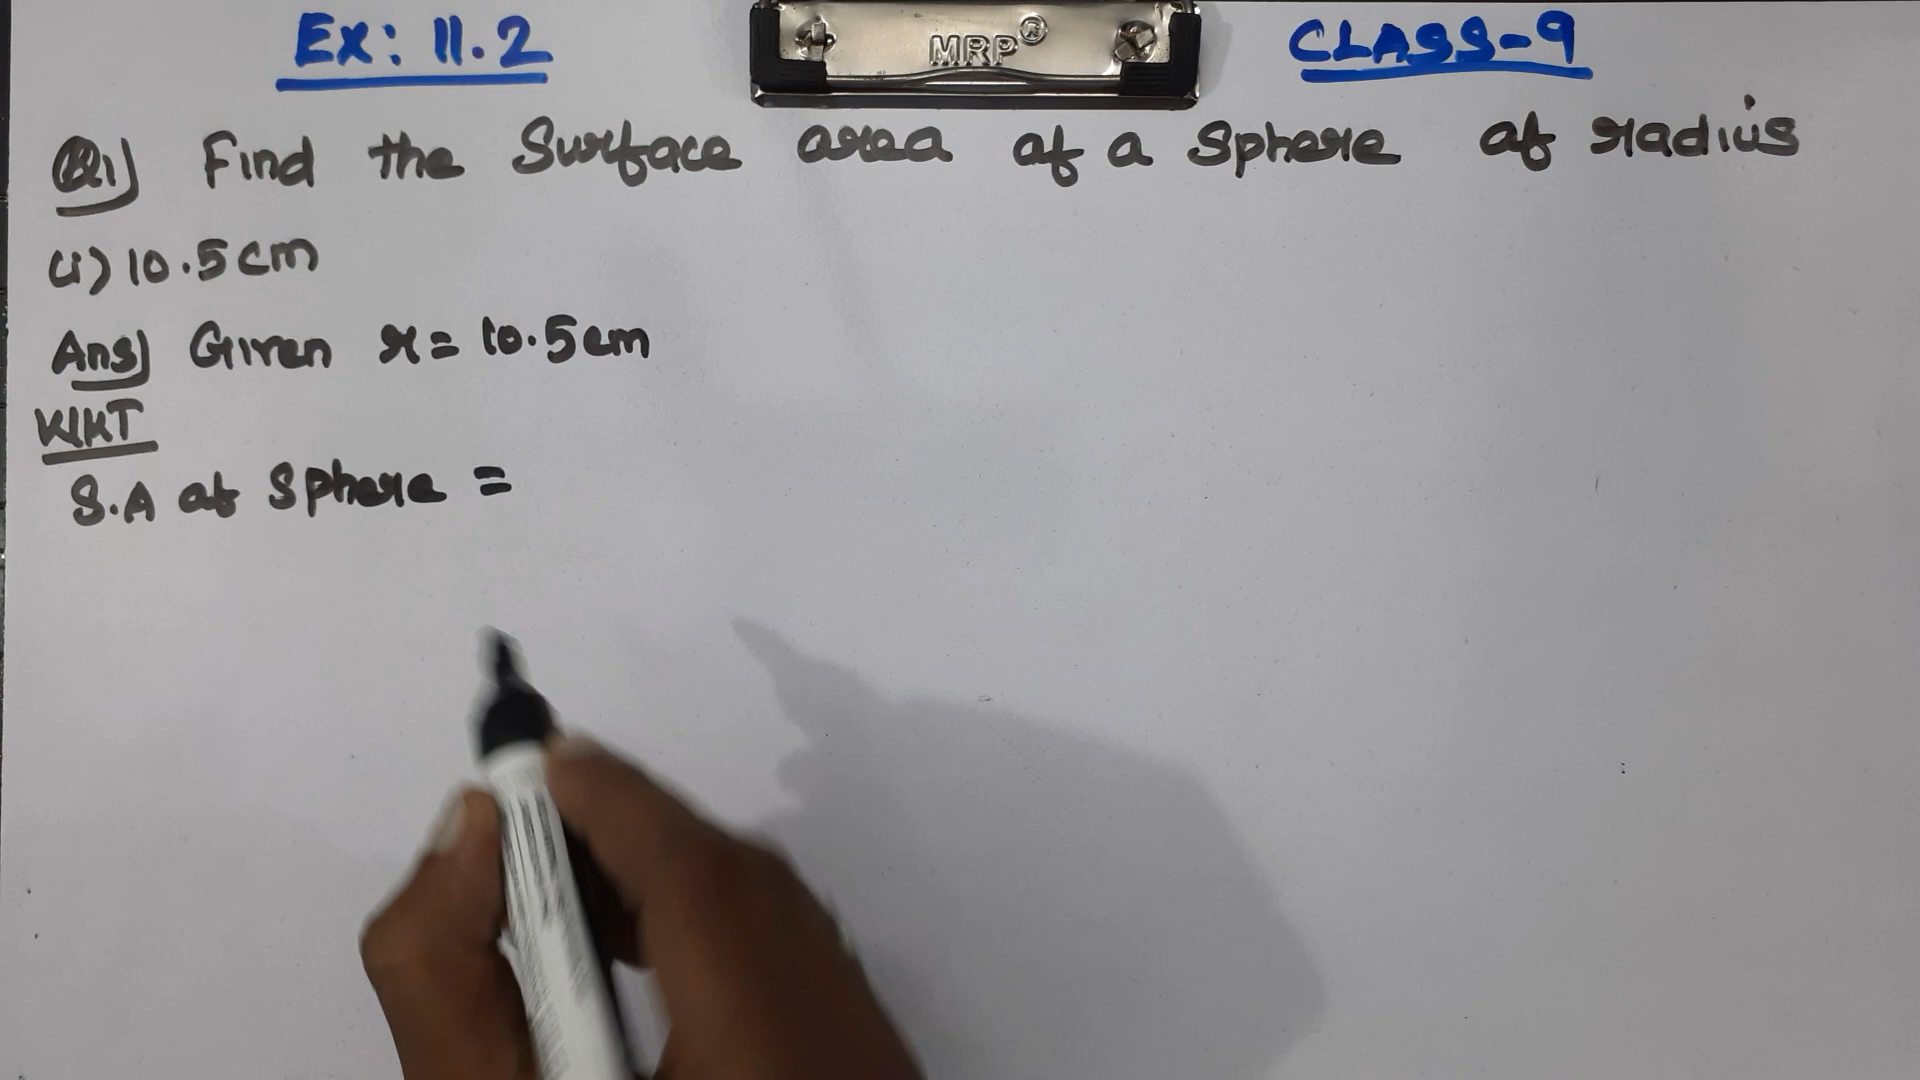 Ex: 11.2
MRP®
CLASS-9
Q1) Find the Surface area of a Sphere of radius
(i) 10.5cm
Ans) Given r = 10.5cm
WKT
S.A of Sphere =